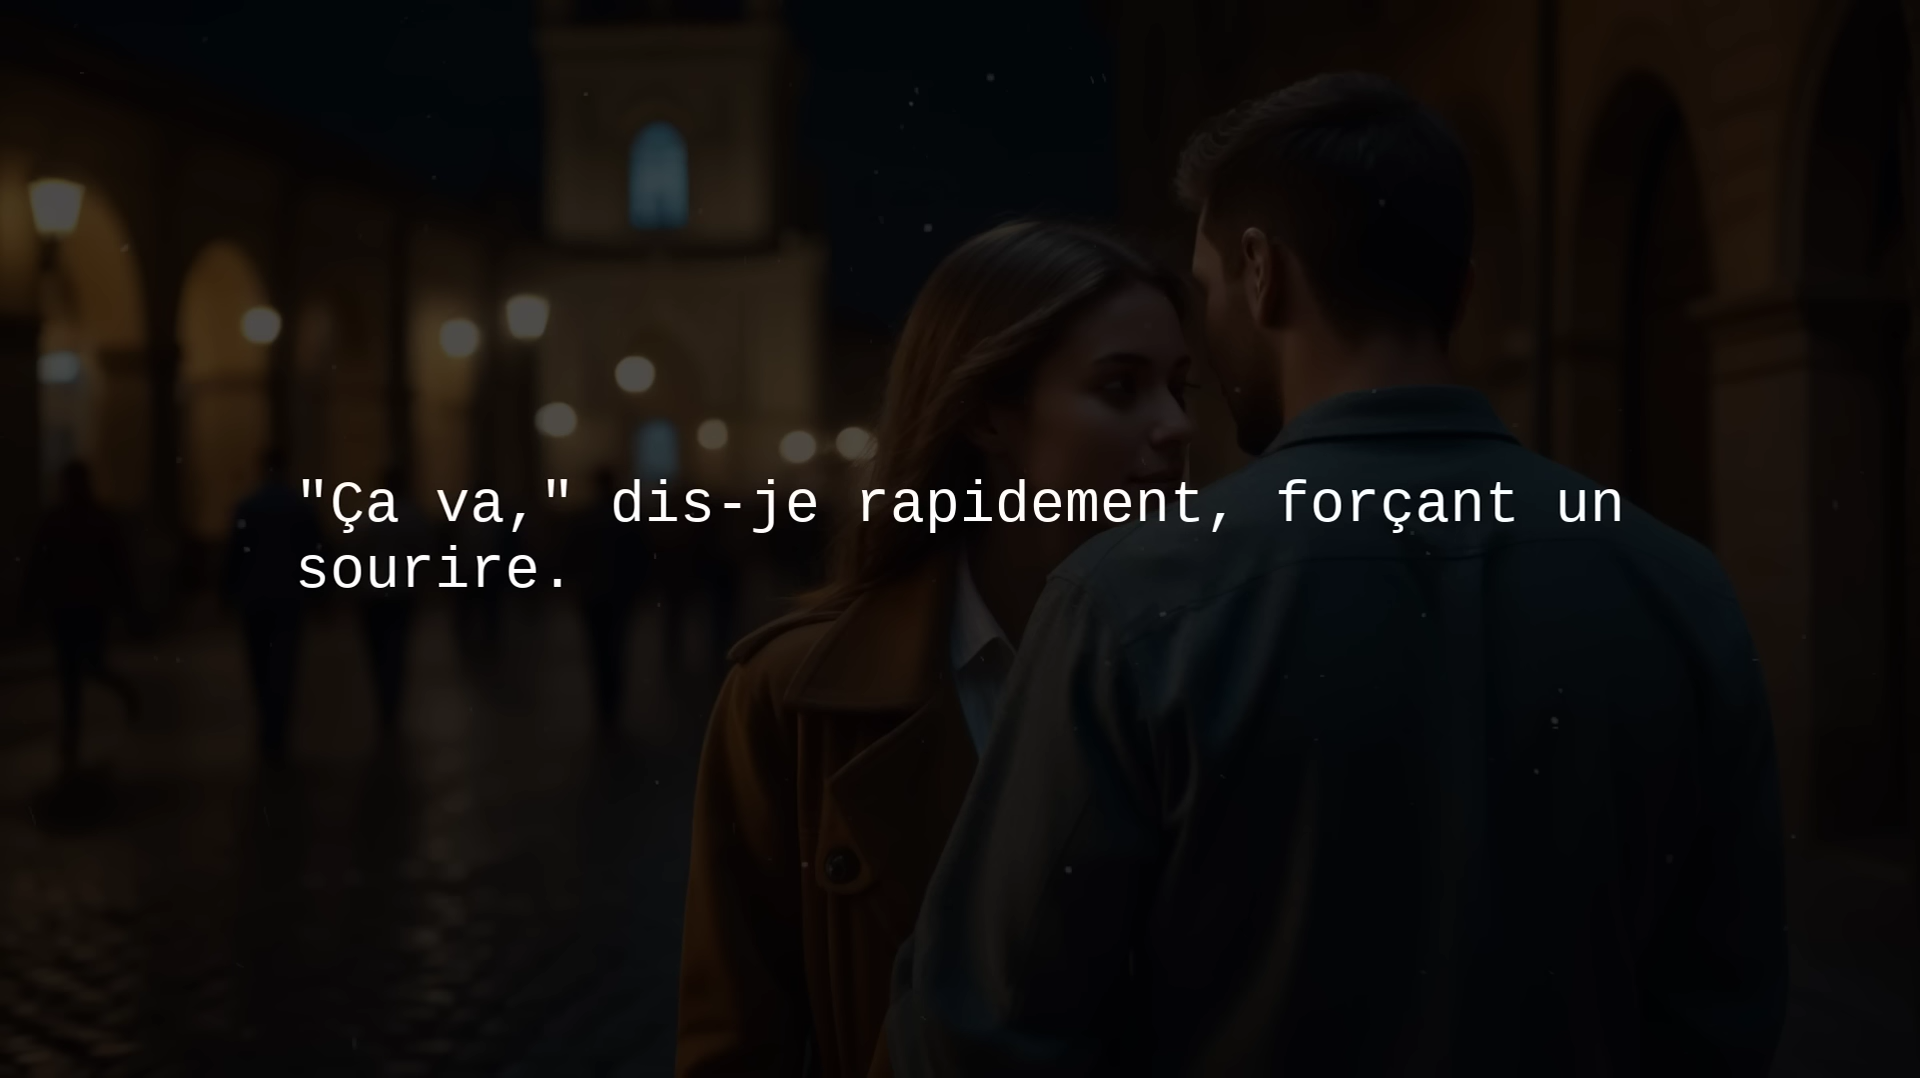 "Ça va," dis-je rapidement, forçant un
sourire.